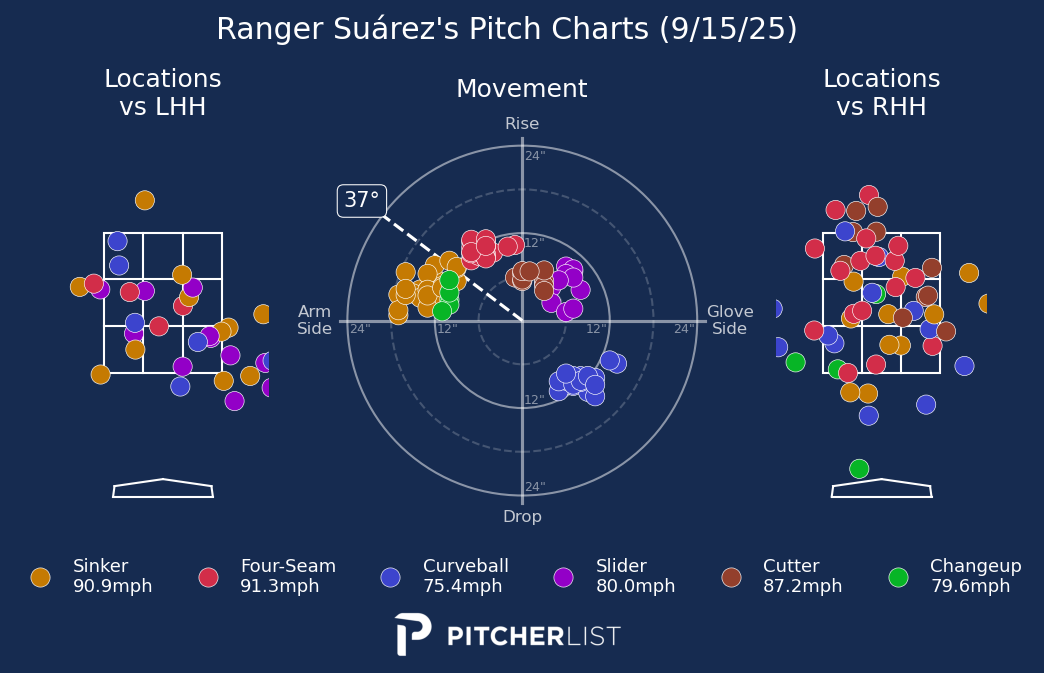 Ranger Suárez's Pitch Charts (9/15/25)
Locations
vs LHH
Movement
Locations
vs RHH
Rise
24"
37°
12"
Arm
Side
24"
12"
12"
24"
Glove
Side
12"
24"
Drop
Sinker
90.9mph
Four-Seam
91.3mph
Curveball
75.4mph
Slider
80.0mph
Cutter
87.2mph
Changeup
79.6mph
PITCHERLIST